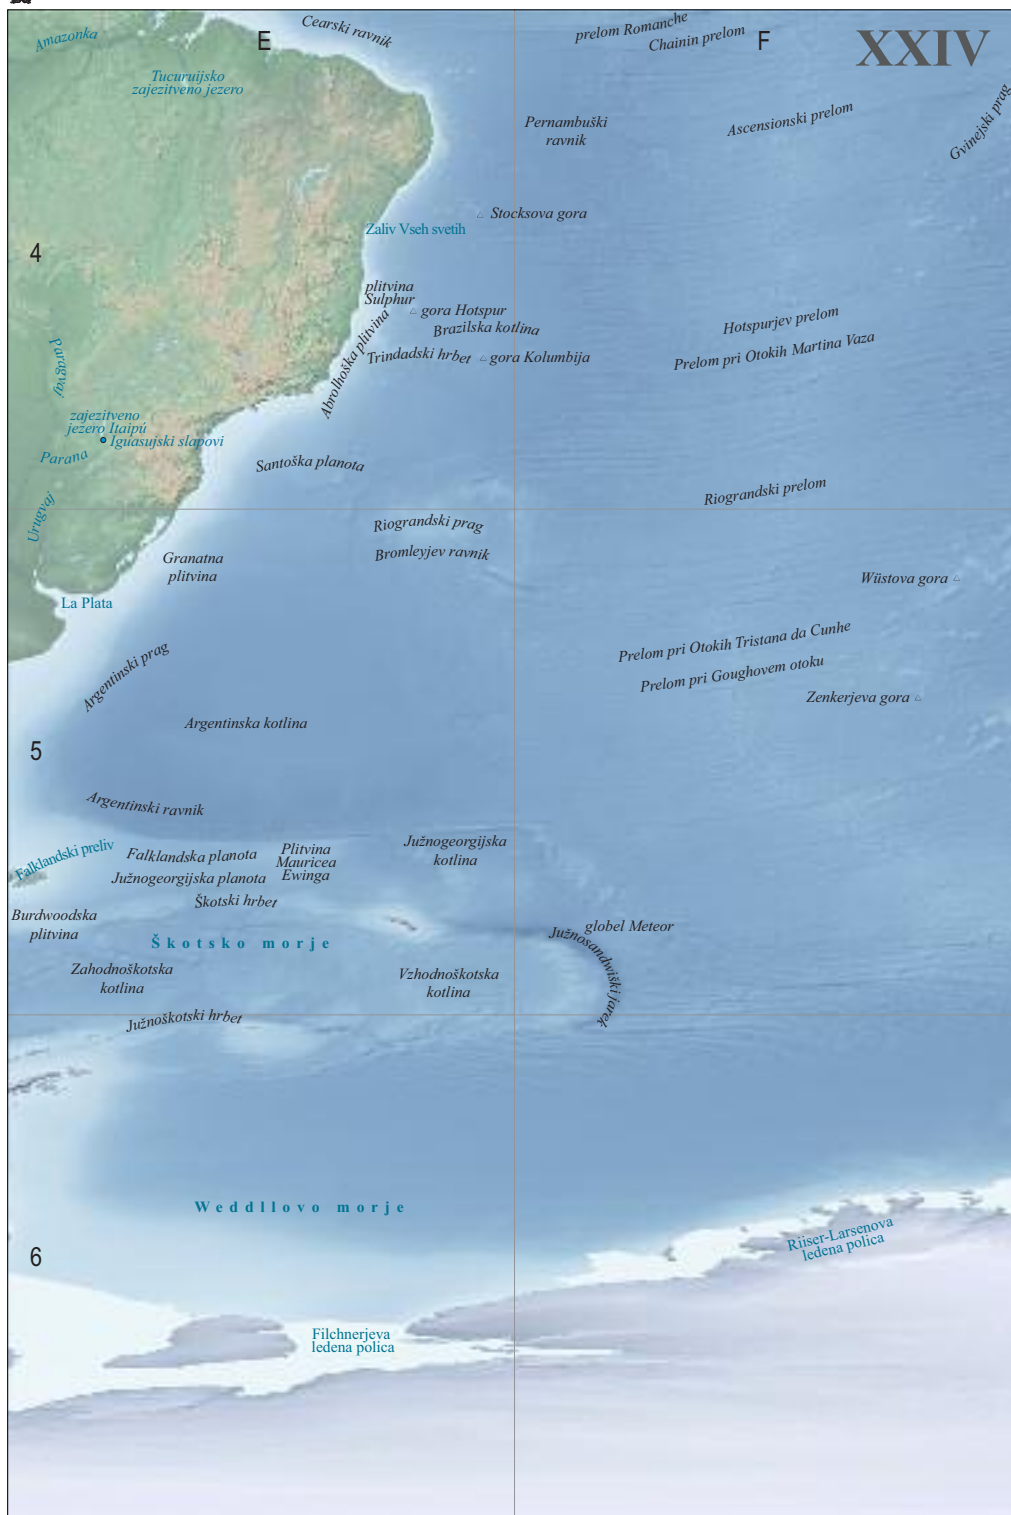 Cearski ravnik
prelom Romanche
Chainin prelom
E
F
XXIV
Amazonka
Tucuruijsko
zajezitveno jezero
Gvinejski prag
Ascensionski prelom
Pernambuški
ravnik
Stocksova gora
Zaliv Vseh svetih
4
plitvina
Sulphur
gora Hotspur
Brazilska kotlina
Hotspurjev prelom
Abrolhoška plitvina
Trindadski hrbet
gora Kolumbija
Prelom pri Otokih Martina Vaza
Paragvaj
zajezitveno
jezero Itaipú
Iguasujski slapovi
Parana
Santoška planota
Riograndski prelom
Urugvaj
Riograndski prag
Bromleyjev ravnik
Granatna
plitvina
Wüstova gora
La Plata
Prelom pri Otokih Tristana da Cunhe
Prelom pri Goughovem otoku
Argentinski prag
Zenkerjeva gora
Argentinska kotlina
5
Argentinski ravnik
Falklandski preliv
Falklandska planota
Plitvina
Mauricea
Ewinga
Južnogeorgijska
kotlina
Južnogeorgijska planota
Škotski hrbet
Burdwoodska
plitvina
globel Meteor
Južnosandwiški jarek
Škotsko morje
Zahodnoškotska
kotlina
Vzhodnoškotska
kotlina
Južnoškotski hrbet
Weddllovo morje
Riiser-Larsenova
ledena polica
6
Filchnerjeva
ledena polica